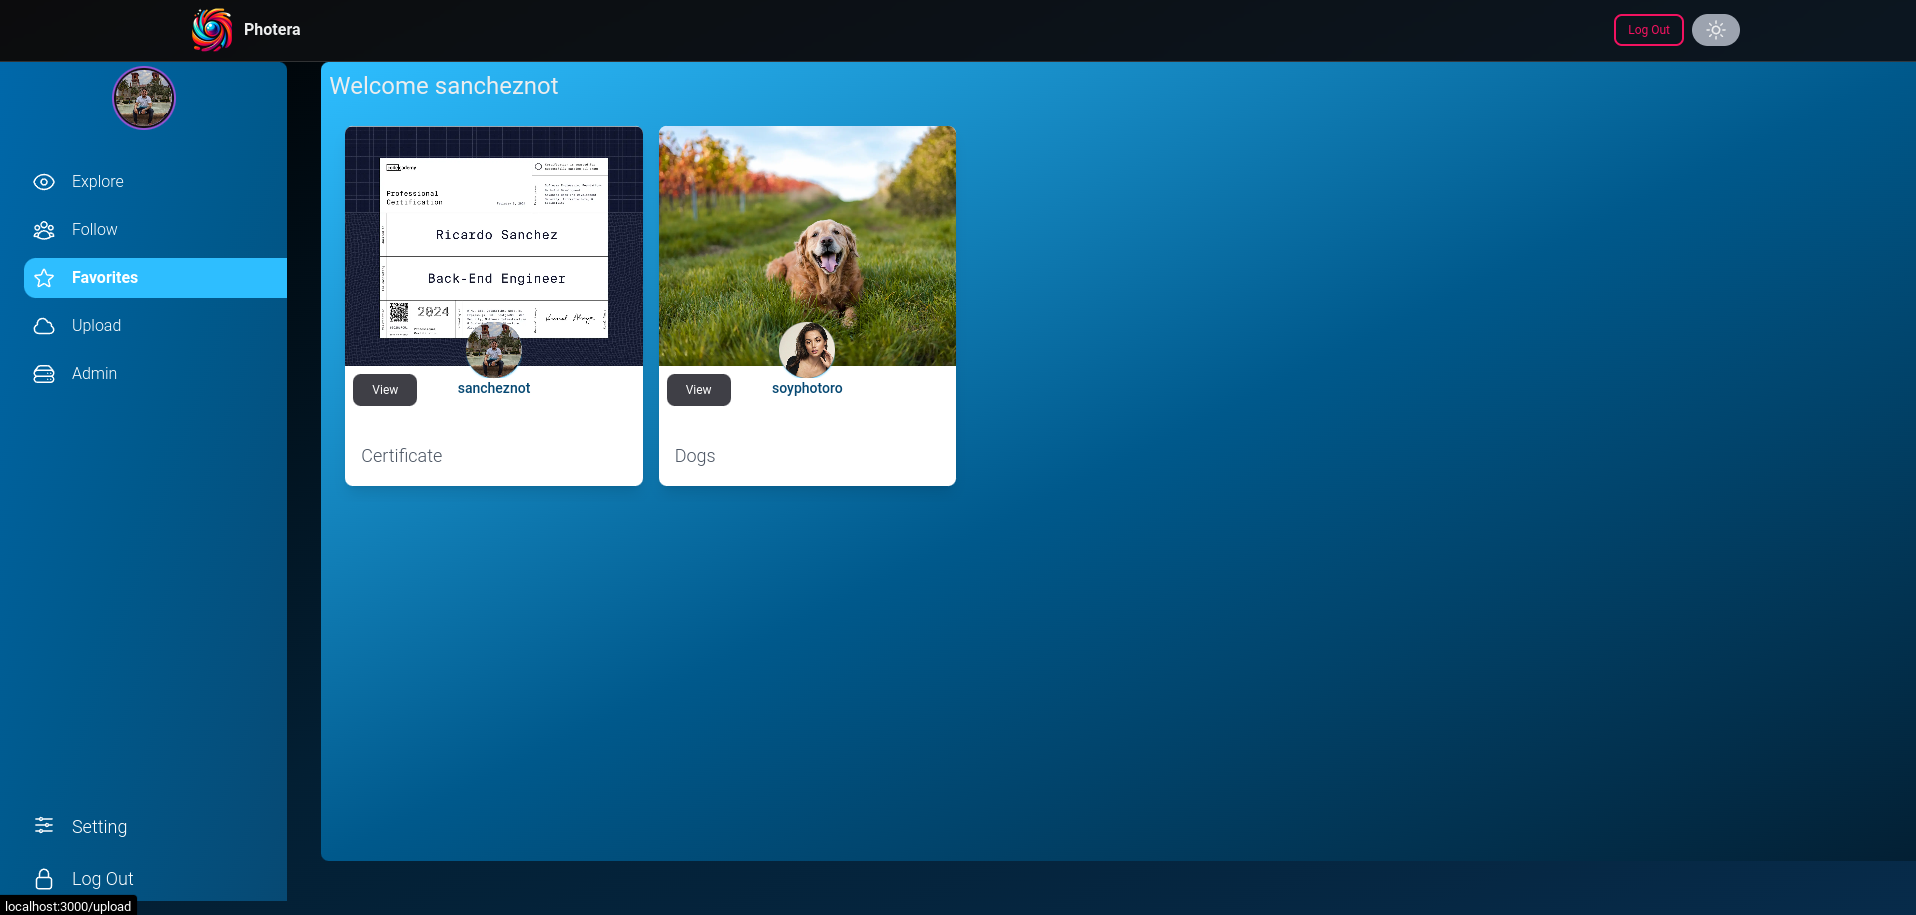 Photera
Log Out
Welcome sancheznot
Explore
Follow
Favorites
Upload
Admin
Professional
Certification
Ricardo Sanchez
Back-End Engineer
2024
View
sancheznot
Certificate
View
soyphotoro
Dogs
Setting
Log Out
localhost:3000/upload